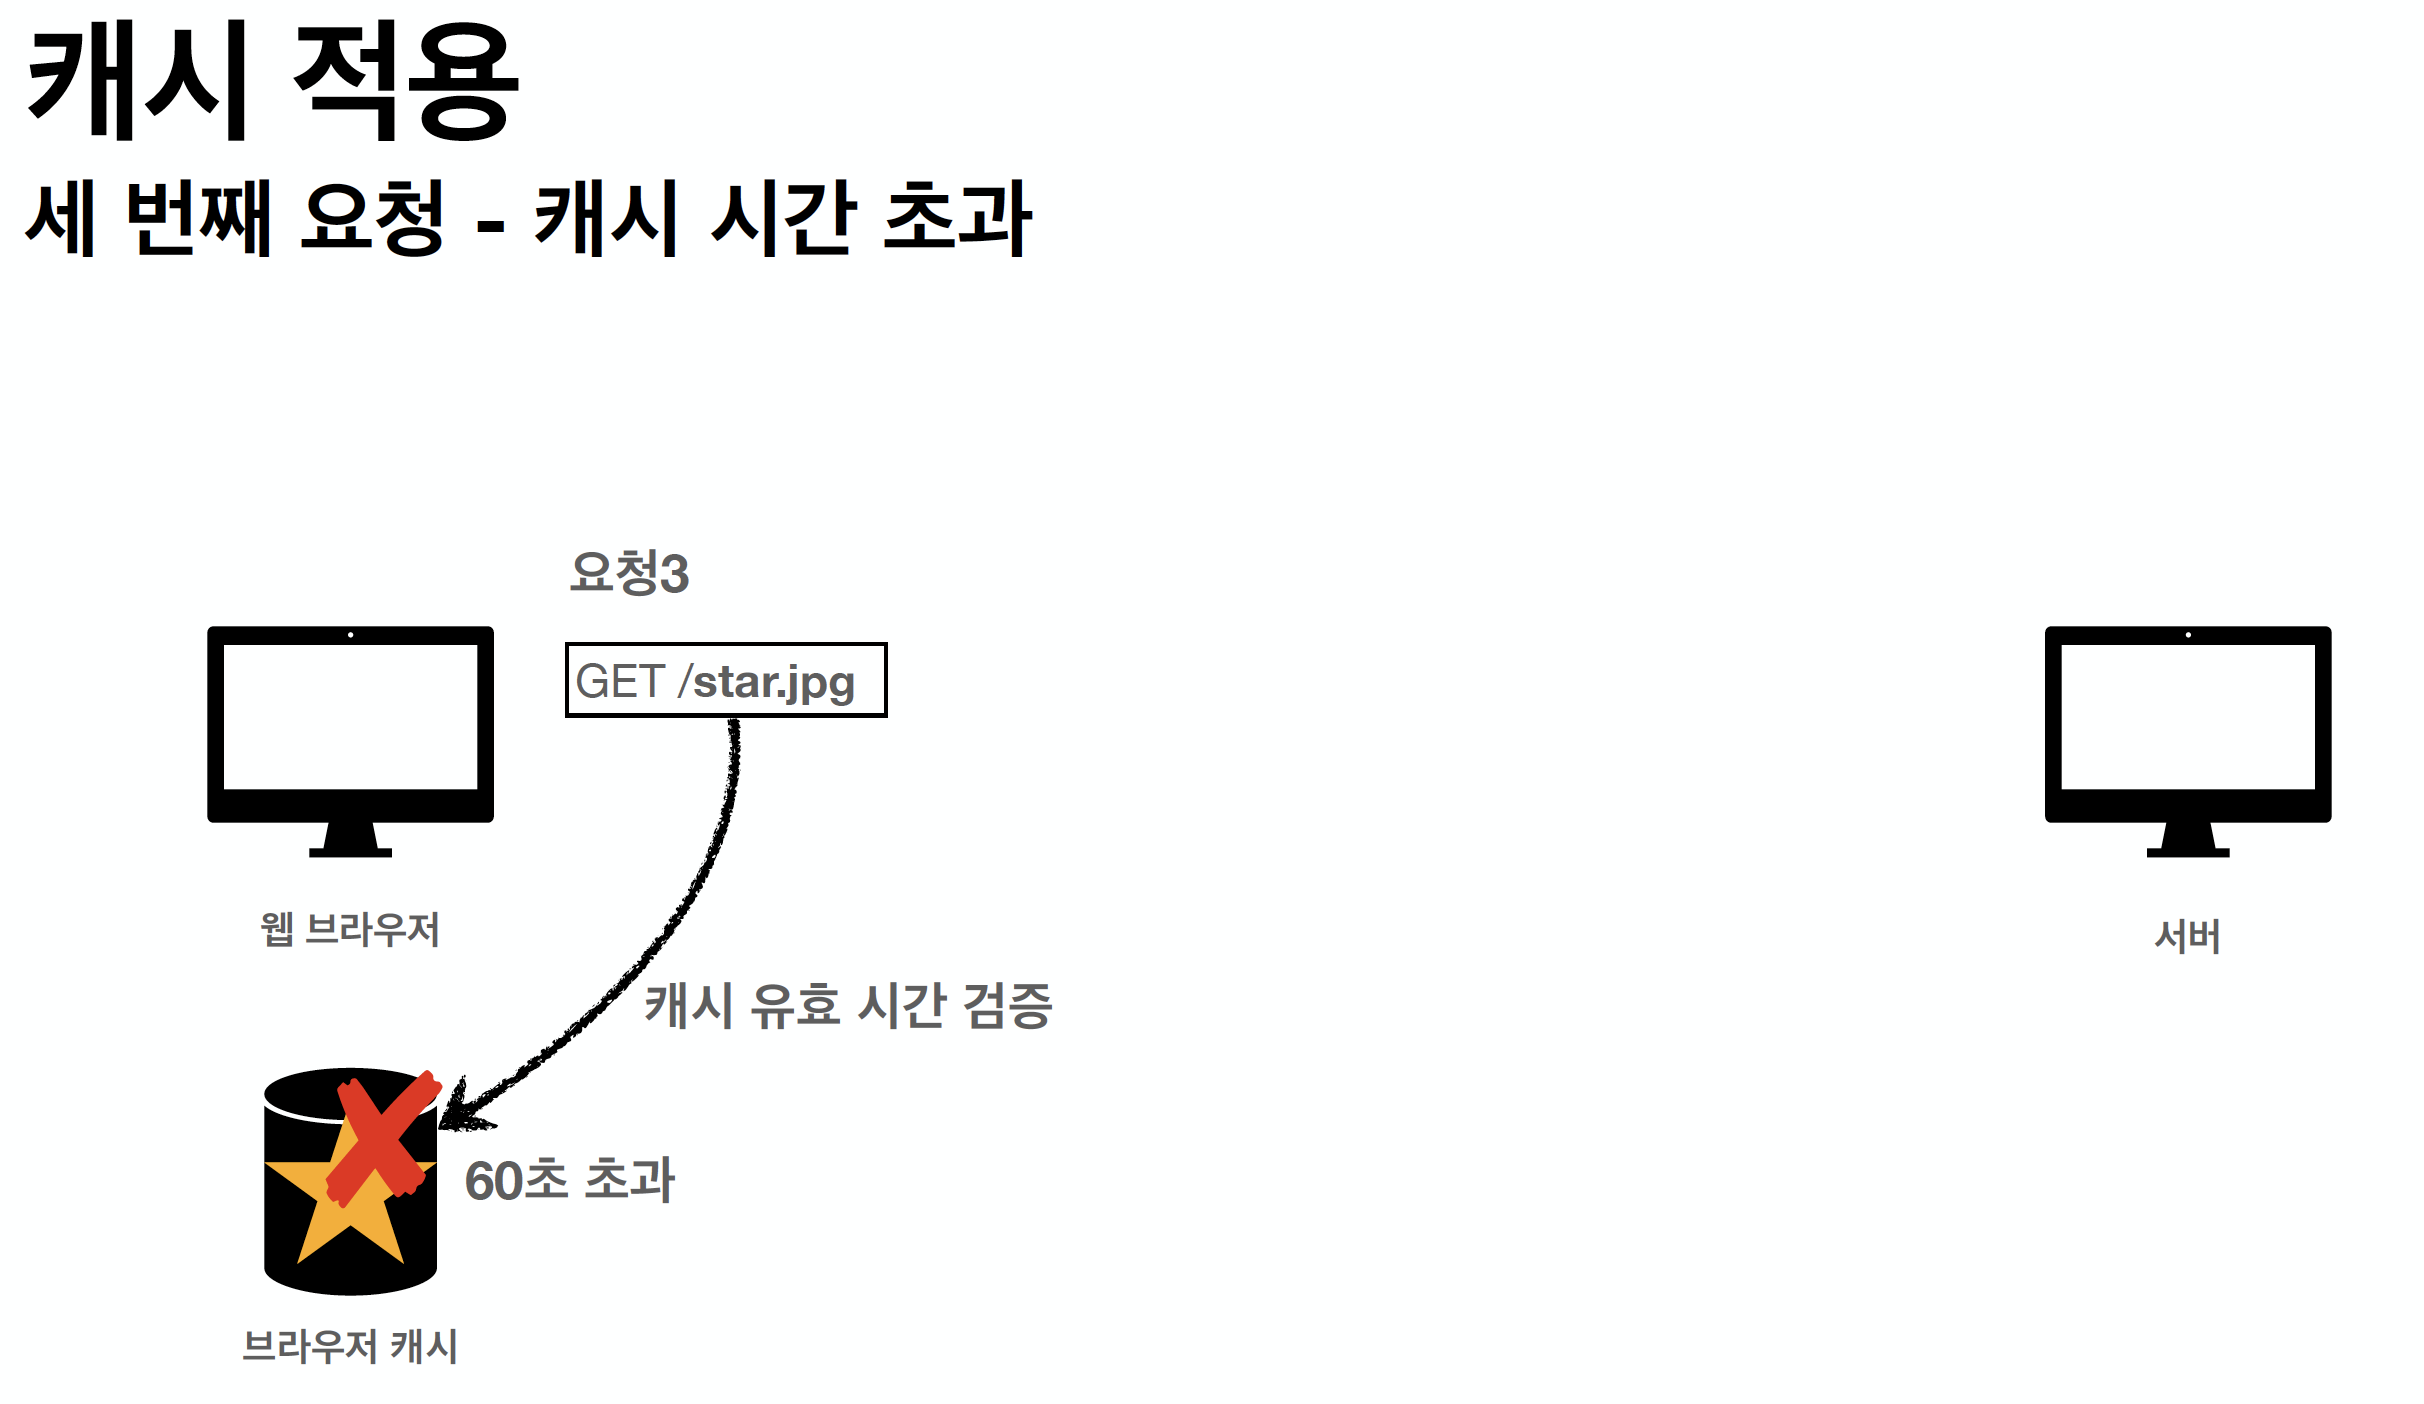 캐시 적용
세 번째 요청 - 캐시 시간 초과
요청3
GET /star.jpg
웹 브라우저
서버
캐시 유효 시간 검증
60초 초과
브라우저 캐시